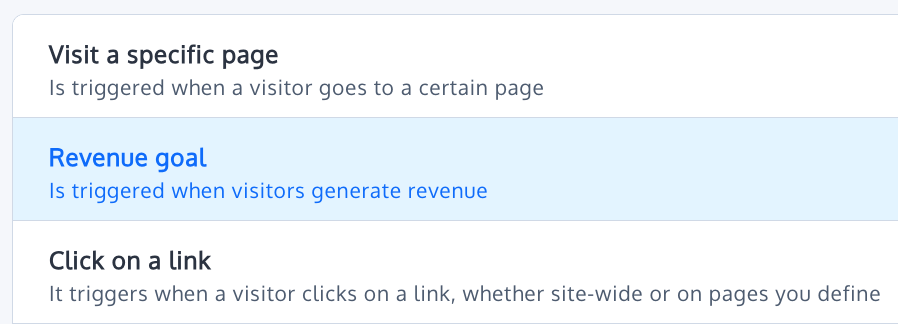 Visit a specific page
Is triggered when a visitor goes to a certain page
Revenue goal
Is triggered when visitors generate revenue
Click on a link
It triggers when a visitor clicks on a link, whether site-wide or on pages you define